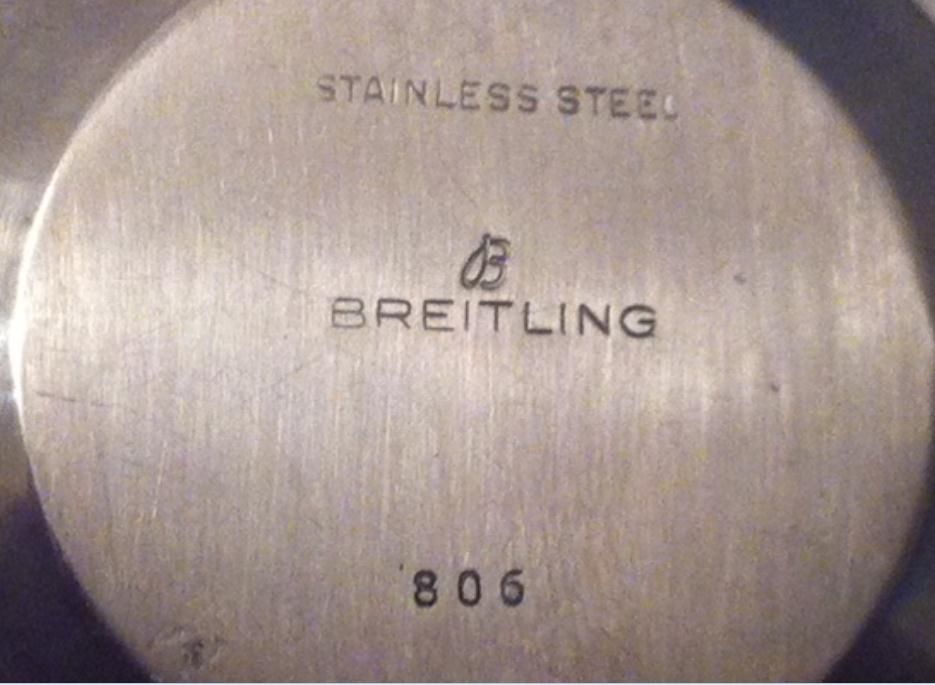 STAINLESS STEEL
B
BREITLING
806